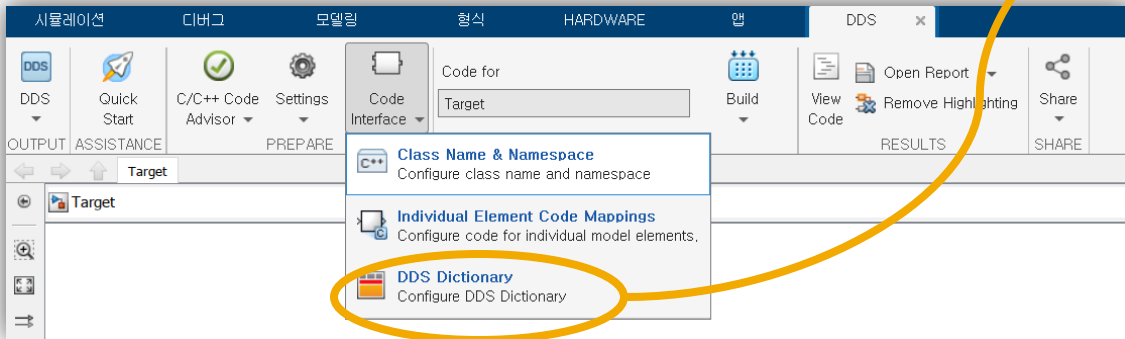 시뮬레이션 디버그 모델링 형식 HARDWARE 앱 DDS
DDS
DDS Quick Start C/C++ Code Advisor Settings Code Interface
Code for
Target
Build View Code Open Report Remove Highlighting Share
OUTPUT ASSISTANCE PREPARE RESULTS SHARE
Target
Target
C++
Class Name & Namespace
Configure class name and namespace
C
Individual Element Code Mappings
Configure code for individual model elements.
DDS Dictionary
Configure DDS Dictionary